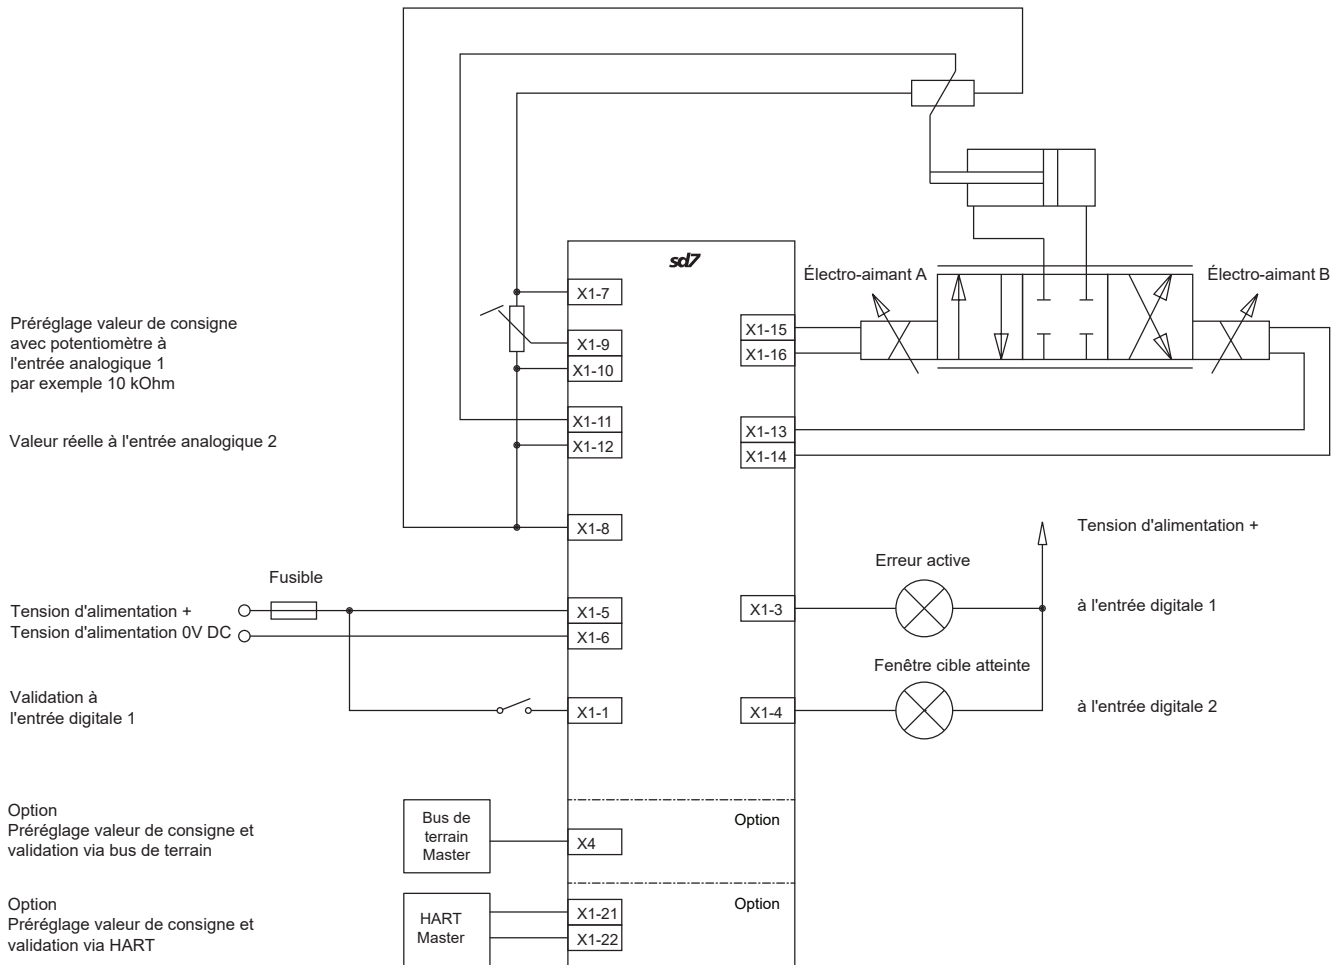 sd7
Électro-aimant A
Électro-aimant B
X1-7
X1-9
X1-10
X1-11
X1-12
X1-8
X1-5
X1-6
X1-1
X4
X1-21
X1-22
X1-15
X1-16
X1-13
X1-14
X1-3
X1-4
Préréglage valeur de consigne
avec potentiomètre à
l'entrée analogique 1
par exemple 10 kOhm
Valeur réelle à l'entrée analogique 2
Fusible
Tension d'alimentation +
Tension d'alimentation 0V DC
Validation à
l'entrée digitale 1
Tension d'alimentation +
Erreur active
à l'entrée digitale 1
Fenêtre cible atteinte
à l'entrée digitale 2
Option
Préréglage valeur de consigne et
validation via bus de terrain
Bus de
terrain
Master
Option
Option
Préréglage valeur de consigne et
validation via HART
HART
Master
Option